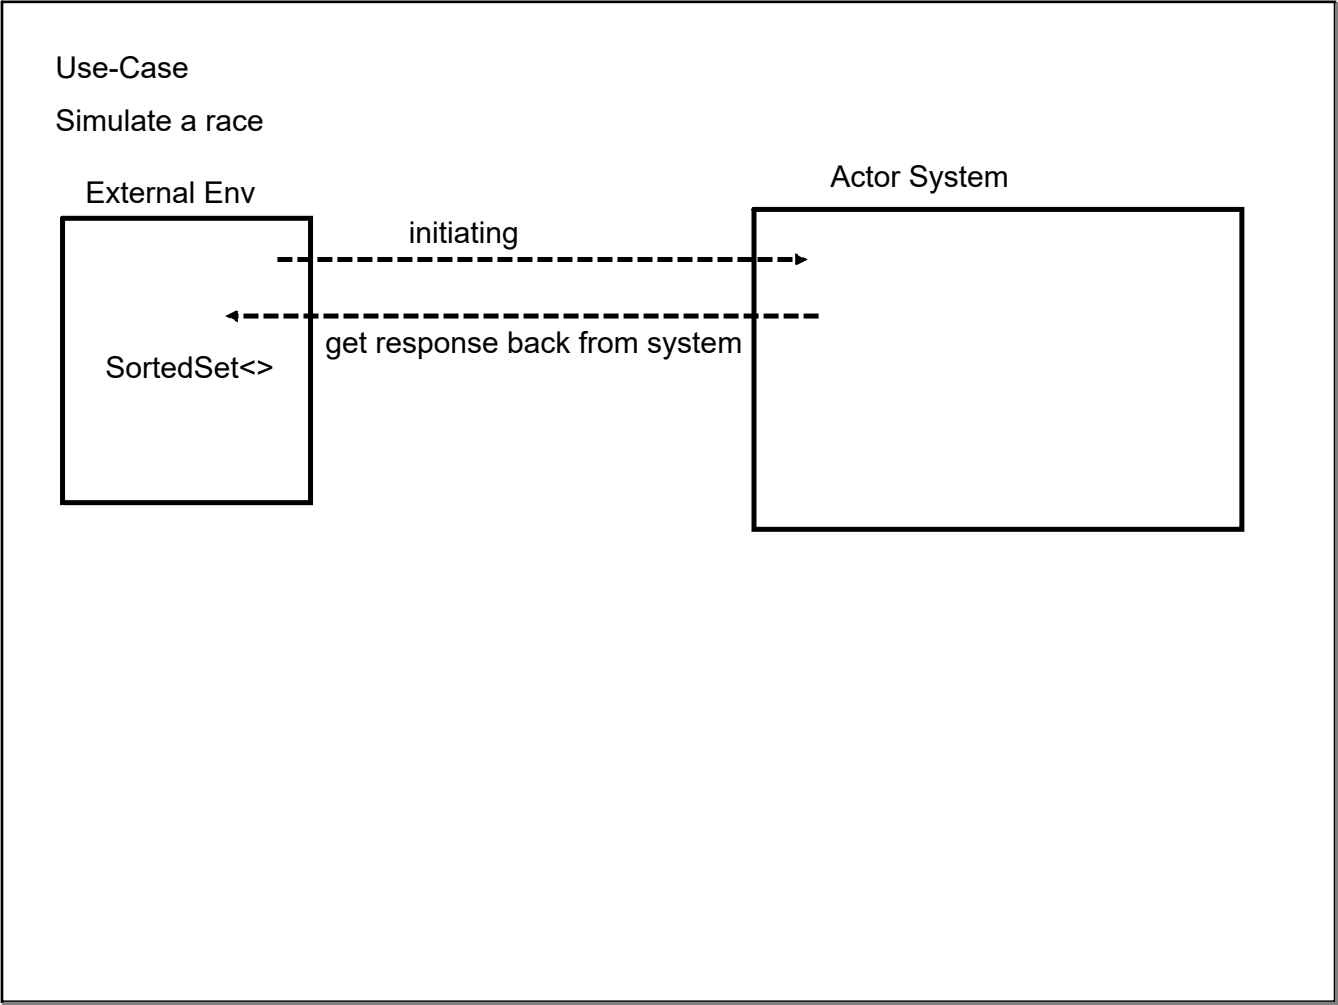 Use-Case
Simulate a race
External Env
Actor System
initiating
get response back from system
SortedSet<>